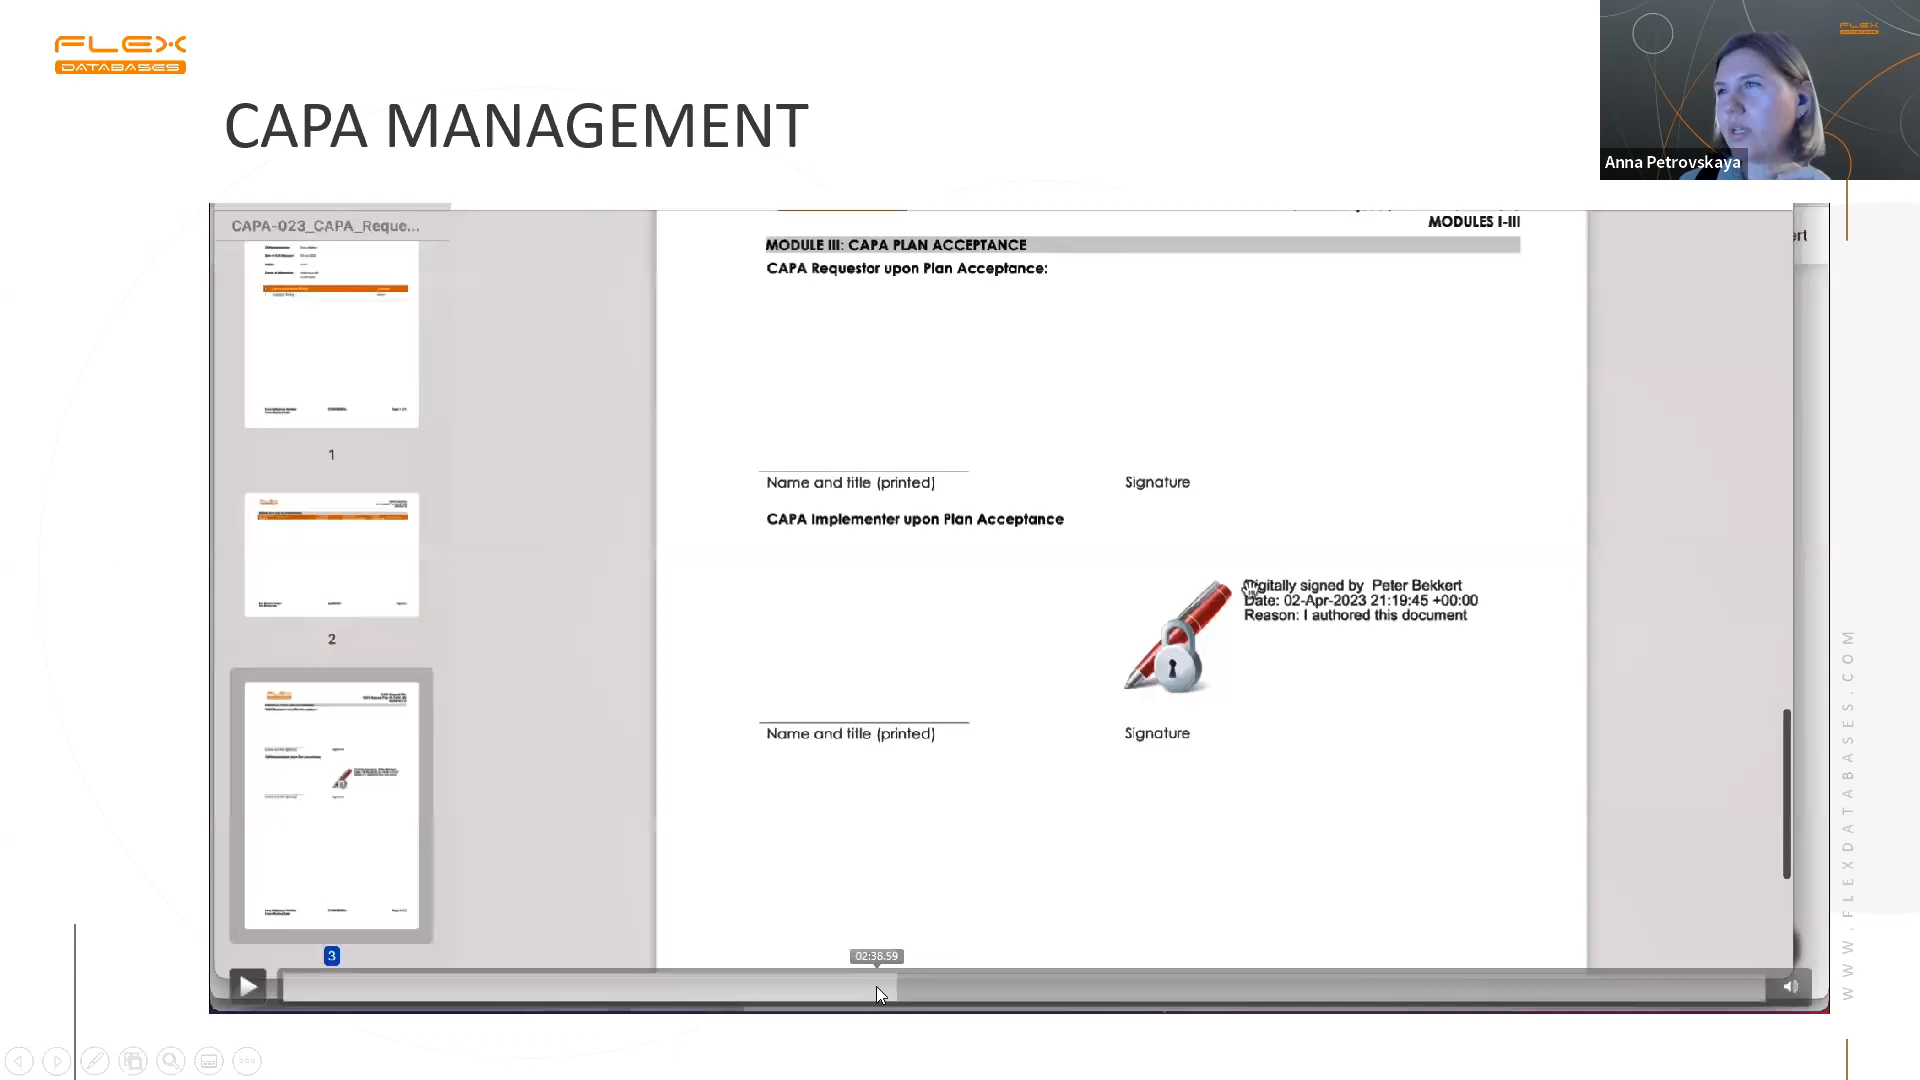 FLEX
DATABASES
CAPA MANAGEMENT
FLEX
Anna Petrovskaya
CAPA-023_CAPA_Reque...
1
2
3
MODULES I-III
MODULE III: CAPA PLAN ACCEPTANCE
CAPA Requestor upon Plan Acceptance:
Name and title (printed)
Signature
CAPA Implementer upon Plan Acceptance
Digitally signed by Peter Bekkert
Date: 02-Apr-2023 21:19:45 +00:00
Reason: I authored this document
Name and title (printed)
Signature
02:38.59
WWW.FLEXDATABASES.COM